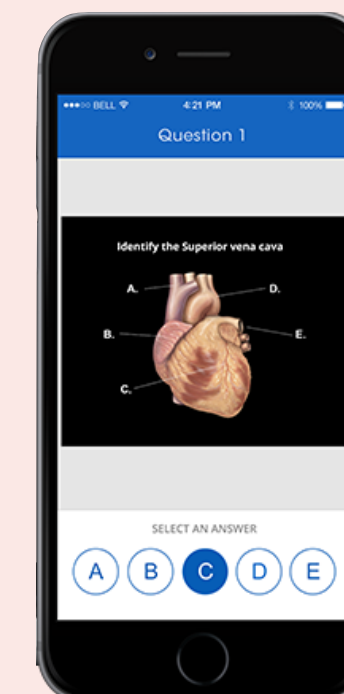 BELL 4:21 PM 100%
Question 1
Identify the Superior vena cava
A. D.
B. E.
C.
SELECT AN ANSWER
A B C D E